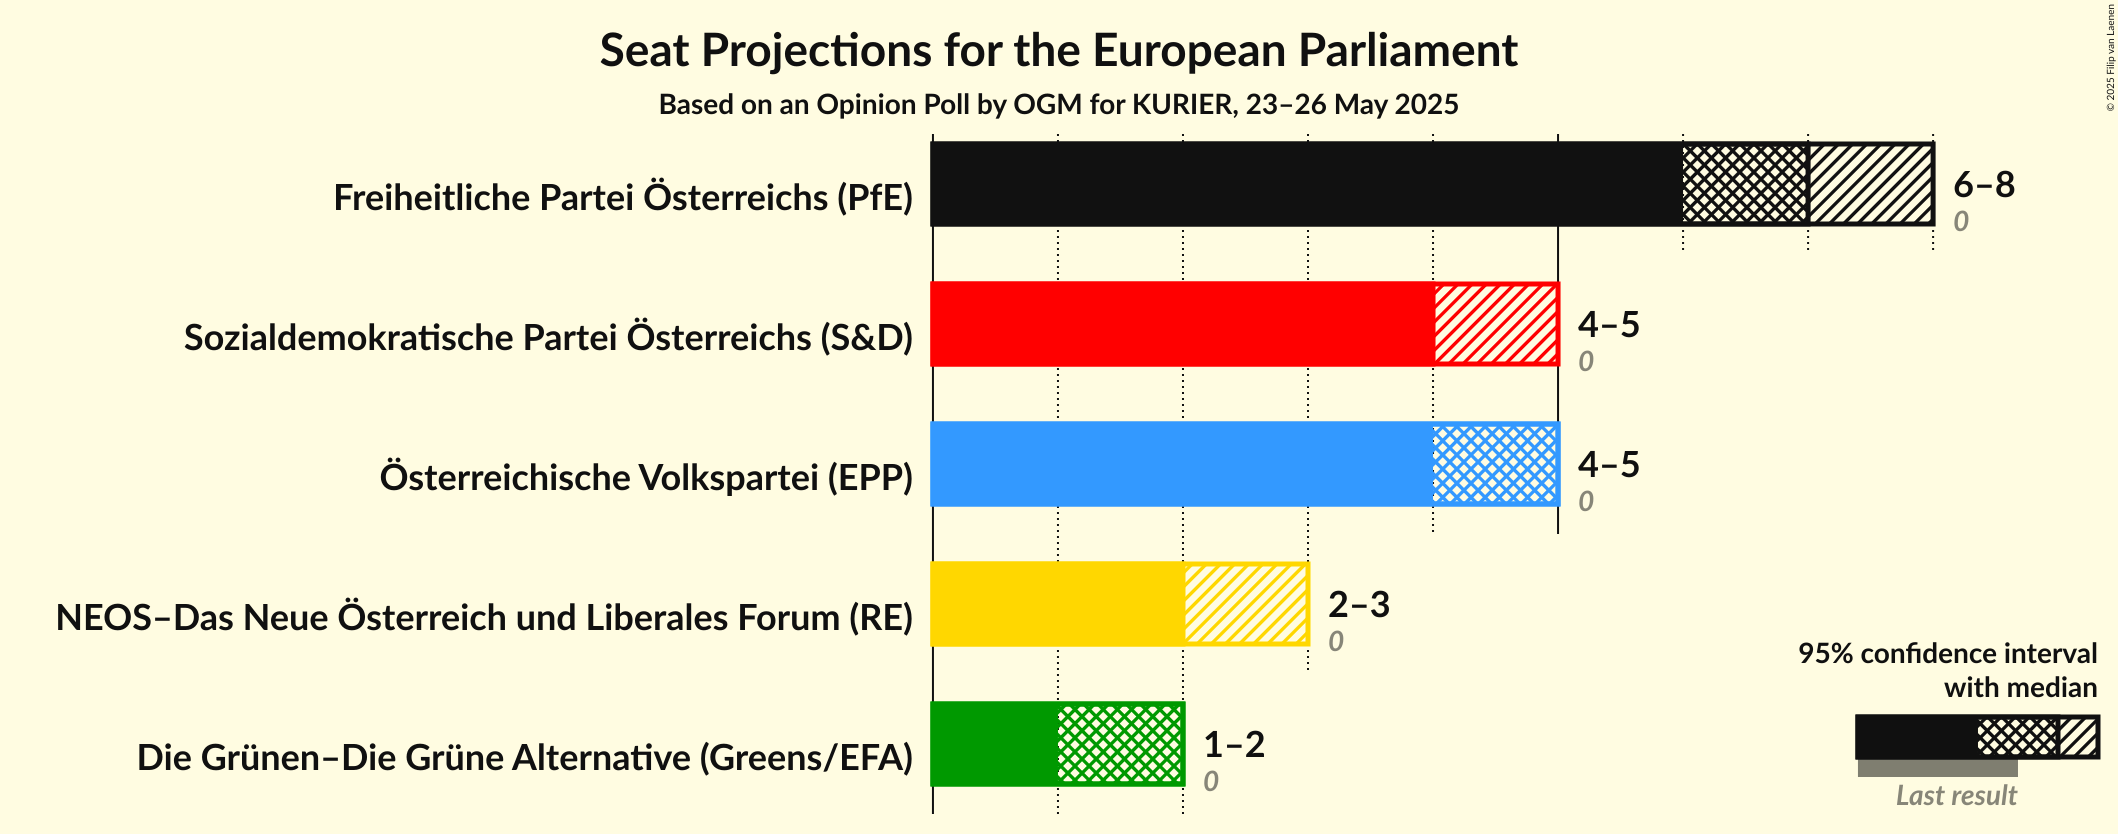 Seat Projections for the European Parliament
Based on an Opinion Poll by OGM for KURIER, 23–26 May 2025
© 2025 Filip van Laenen
Freiheitliche Partei Österreichs (PfE)
6–8
0
Sozialdemokratische Partei Österreichs (S&D)
4–5
0
Österreichische Volkspartei (EPP)
4–5
0
NEOS–Das Neue Österreich und Liberales Forum (RE)
2–3
0
Die Grünen–Die Grüne Alternative (Greens/EFA)
1–2
0
95% confidence interval
with median
Last result